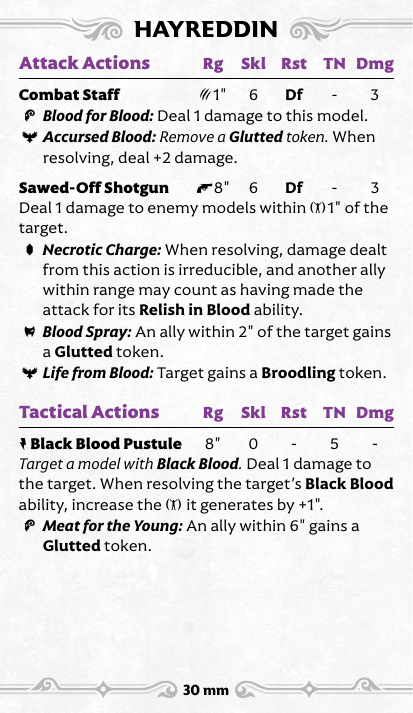 HAYREDDIN
Attack Actions Rg Skl Rst TN Dmg
Combat Staff 1" 6 Df - 3
Blood for Blood: Deal 1 damage to this model.
Accursed Blood: Remove a Glutted token. When
resolving, deal +2 damage.
Sawed-Off Shotgun 8" 6 Df - 3
Deal 1 damage to enemy models within 1" of the
target.
Necrotic Charge: When resolving, damage dealt
from this action is irreducible, and another ally
within range may count as having made the
attack for its Relish in Blood ability.
Blood Spray: An ally within 2" of the target gains
a Glutted token.
Life from Blood: Target gains a Broodling token.
Tactical Actions Rg Skl Rst TN Dmg
Black Blood Pustule 8" 0 - 5 -
Target a model with Black Blood. Deal 1 damage to
the target. When resolving the target's Black Blood
ability, increase the it generates by +1".
Meat for the Young: An ally within 6" gains a
Glutted token.
30 mm